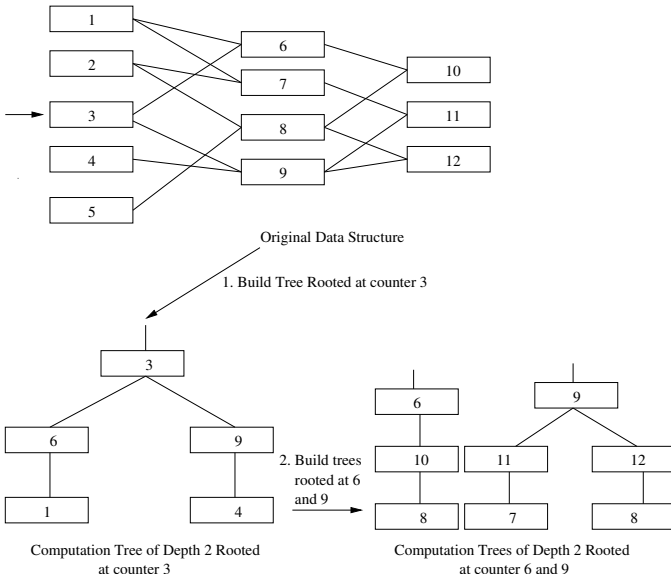 1
6
2
10
7
3
11
8
4
12
9
5
Original Data Structure
1. Build Tree Rooted at counter 3
3
6
9
6
9
10
11
12
2. Build trees
rooted at 6
and 9
1
4
8
7
8
Computation Tree of Depth 2 Rooted
at counter 3
Computation Trees of Depth 2 Rooted
at counter 6 and 9